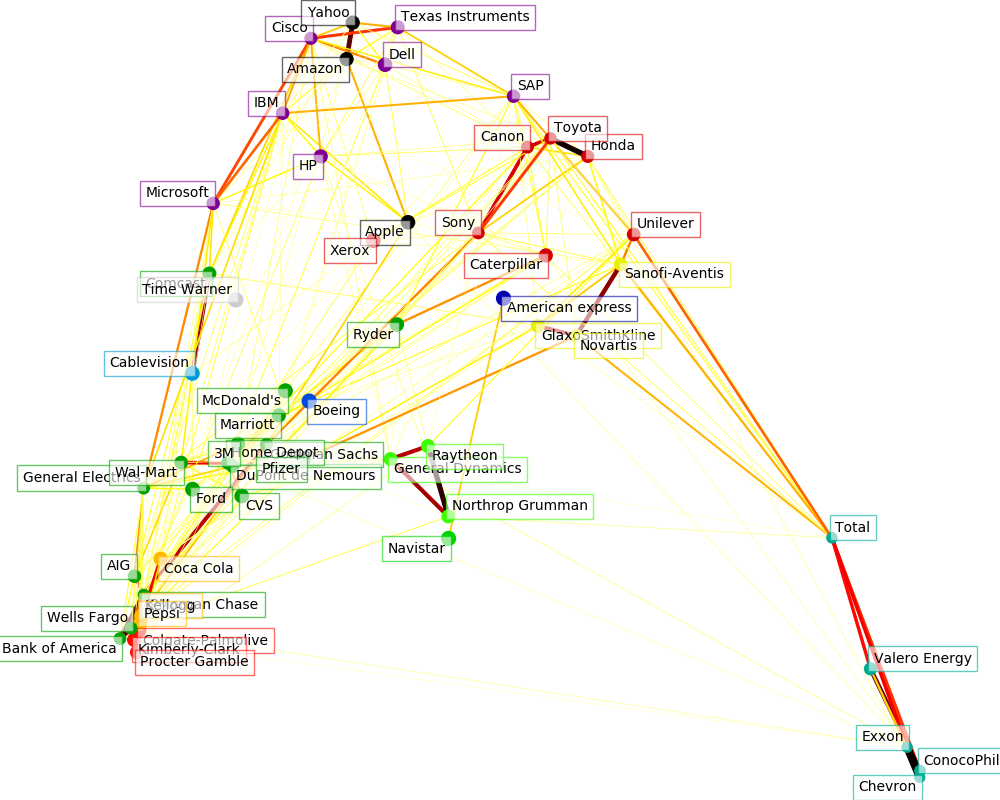 Yahoo
Texas Instruments
Cisco
Dell
Amazon
SAP
IBM
Toyota
Canon
Honda
HP
Microsoft
Sony
Unilever
Apple
Xerox
Caterpillar
Sanofi-Aventis
Comcast
Time Warner
American express
Ryder
GlaxoSmithKline
Novartis
Cablevision
McDonald's
Boeing
Marriott
3M
Home Depot
Sachs
Raytheon
Pfizer
General Dynamics
Wal-Mart
General Electrics
DuPont de Nemours
Ford
CVS
Northrop Grumman
Navistar
Total
AIG
Coca Cola
Kellogg
Chase
Pepsi
Wells Fargo
Colgate-Palmolive
Bank of America
Kimberly-Clark
Procter Gamble
Valero Energy
Exxon
ConocoPhil
Chevron